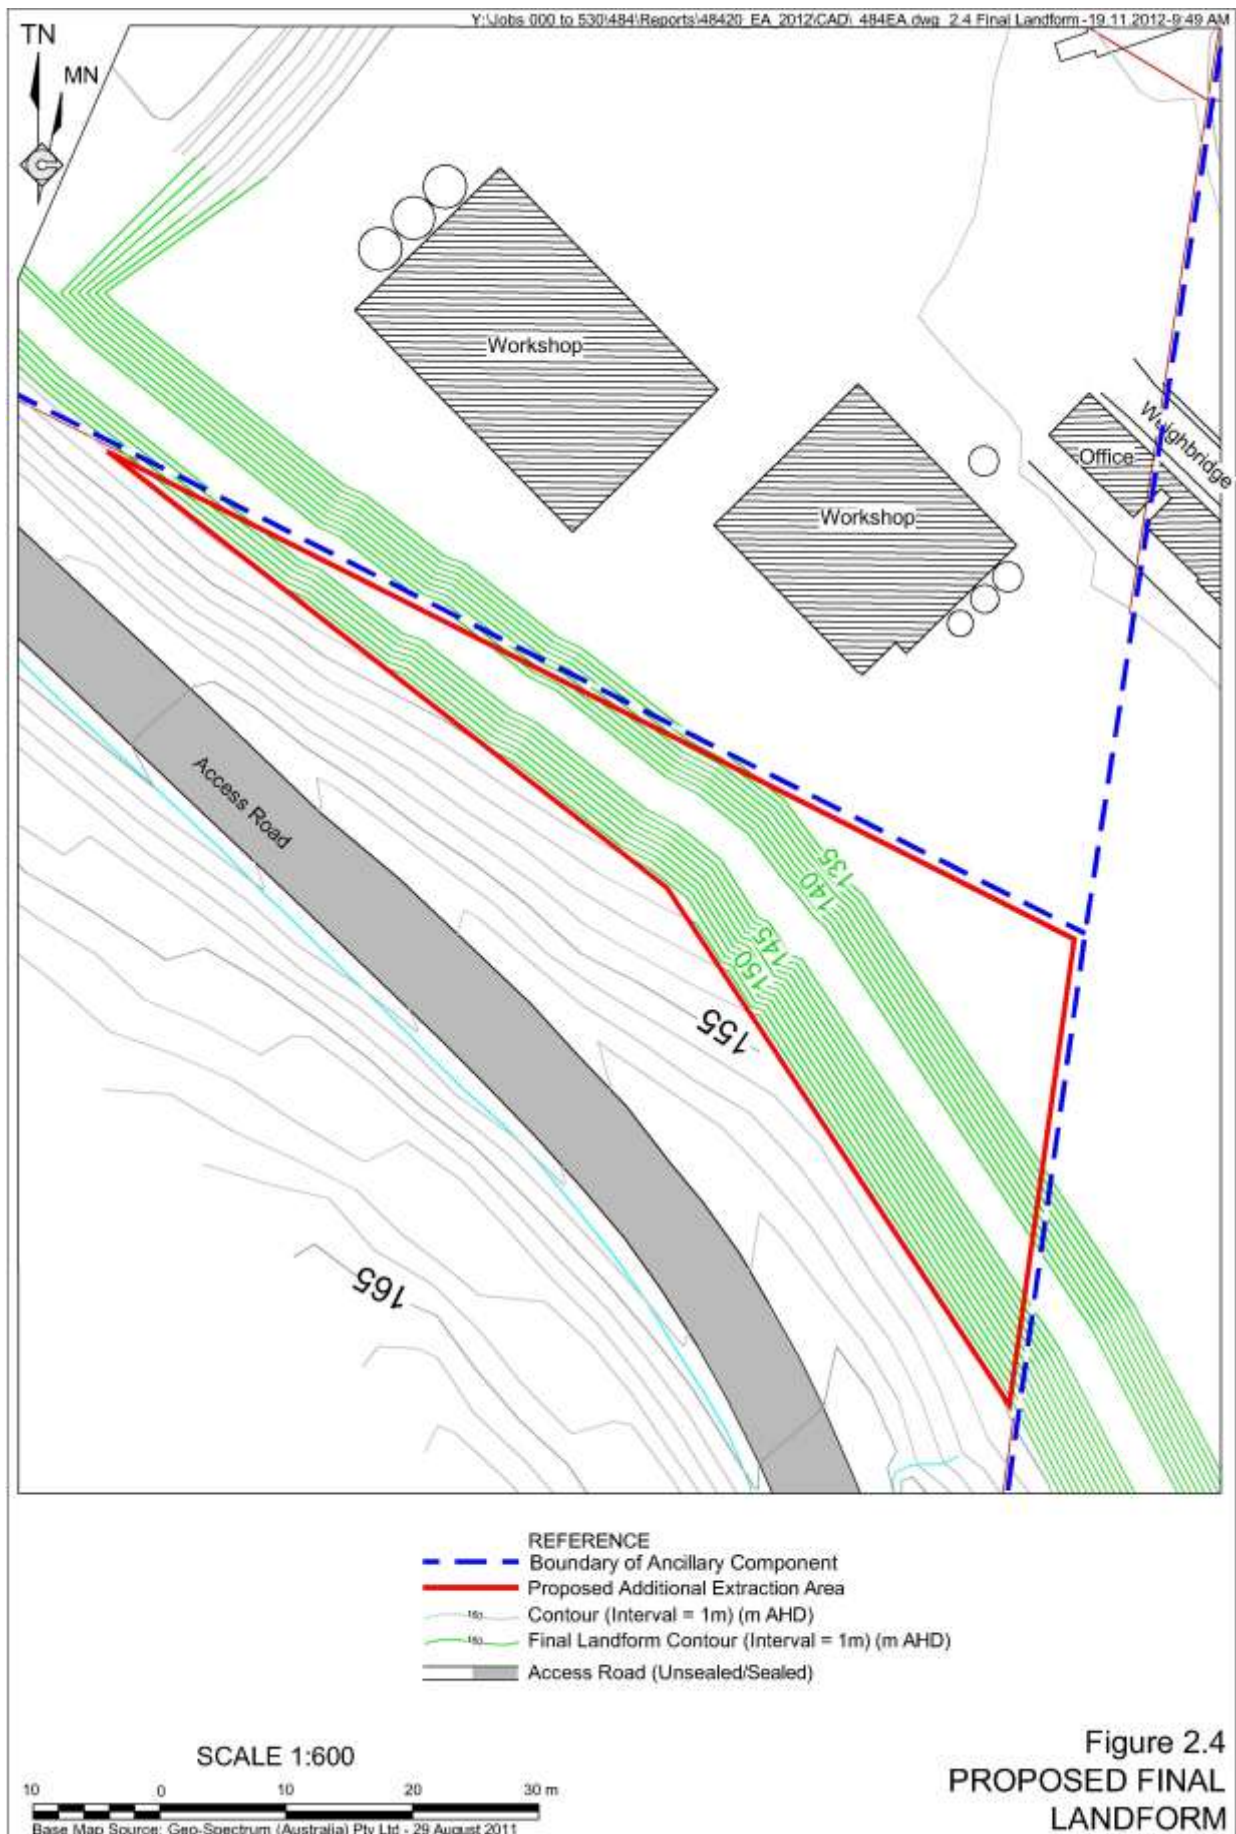 Y:\Jobs 000 to 530\484\Reports\48420_EA_2012\CAD\_484EA.dwg_2.4 Final Landform-19.11.2012-9:49 AM
TN
MN
Workshop
Workshop
Office
Weighbridge
Access Road
135
140
145
150
155
165
REFERENCE
Boundary of Ancillary Component
Proposed Additional Extraction Area
Contour (Interval = 1m) (m AHD)
Final Landform Contour (Interval = 1m) (m AHD)
Access Road (Unsealed/Sealed)
SCALE 1:600
10 0 10 20 30 m
Base Map Source: Geo-Spectrum (Australia) Pty Ltd - 29 August 2011
Figure 2.4
PROPOSED FINAL
LANDFORM